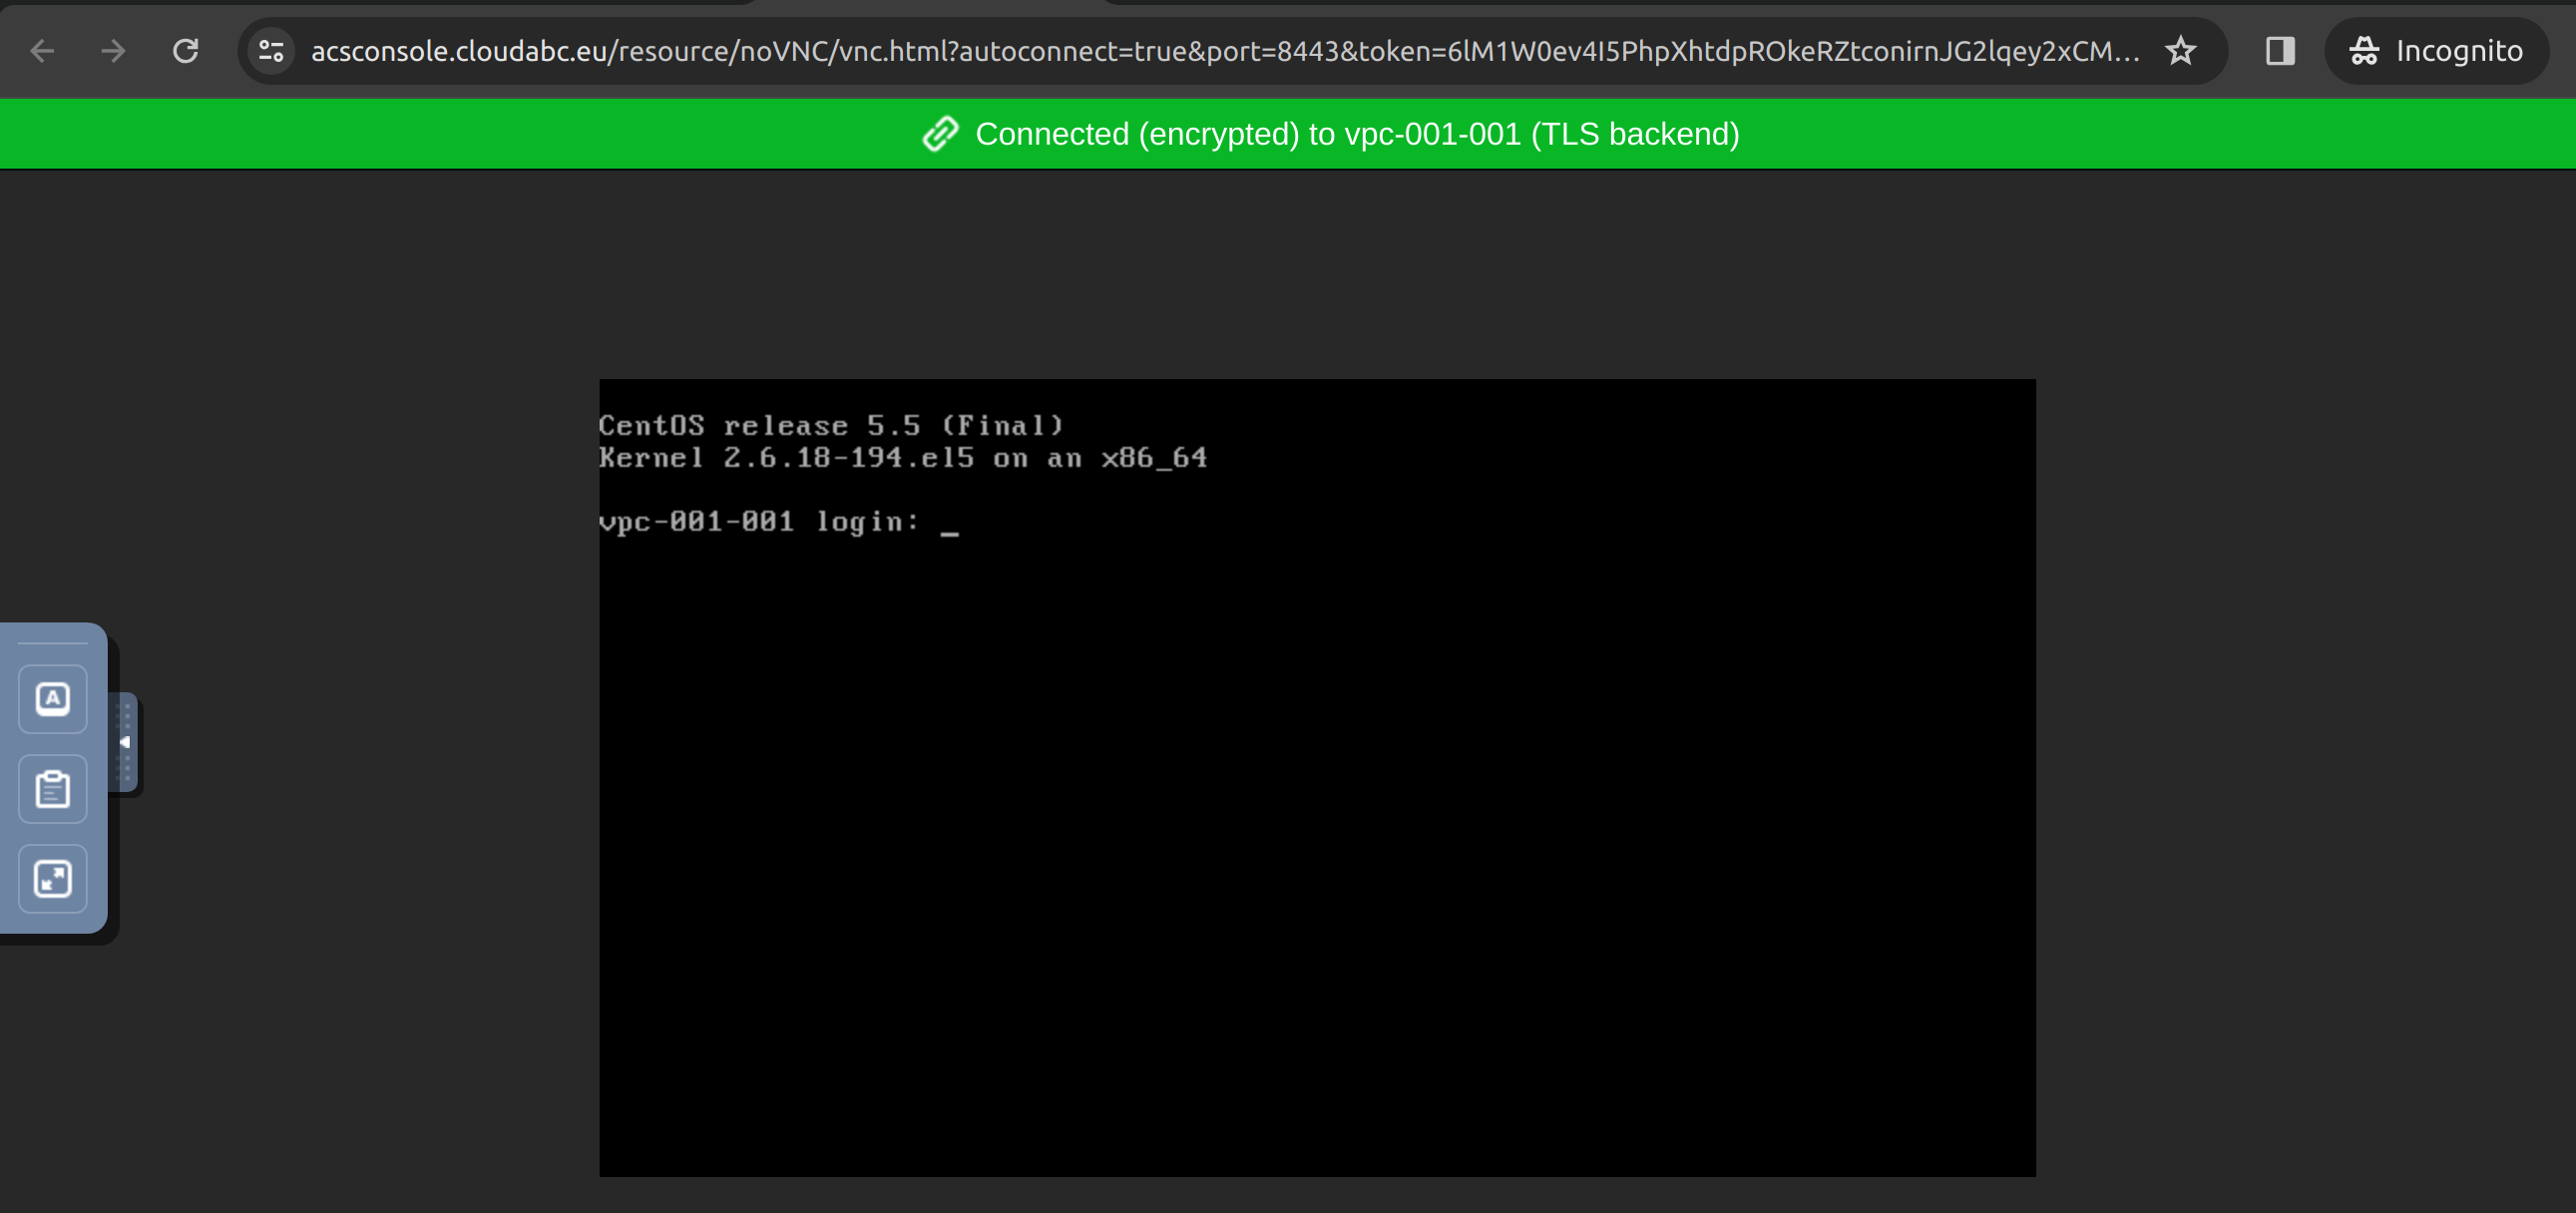 acsconsole.cloudabc.eu/resource/noVNC/vnc.html?autoconnect=true&port=8443&token=6lM1W0ev4I5PhpXhtdpROkeRZtconirnJG2lqey2xCM...
Incognito
Connected (encrypted) to vpc-001-001 (TLS backend)
CentOS release 5.5 (Final)
Kernel 2.6.18-194.el5 on an x86_64
vpc-001-001 login: _
A